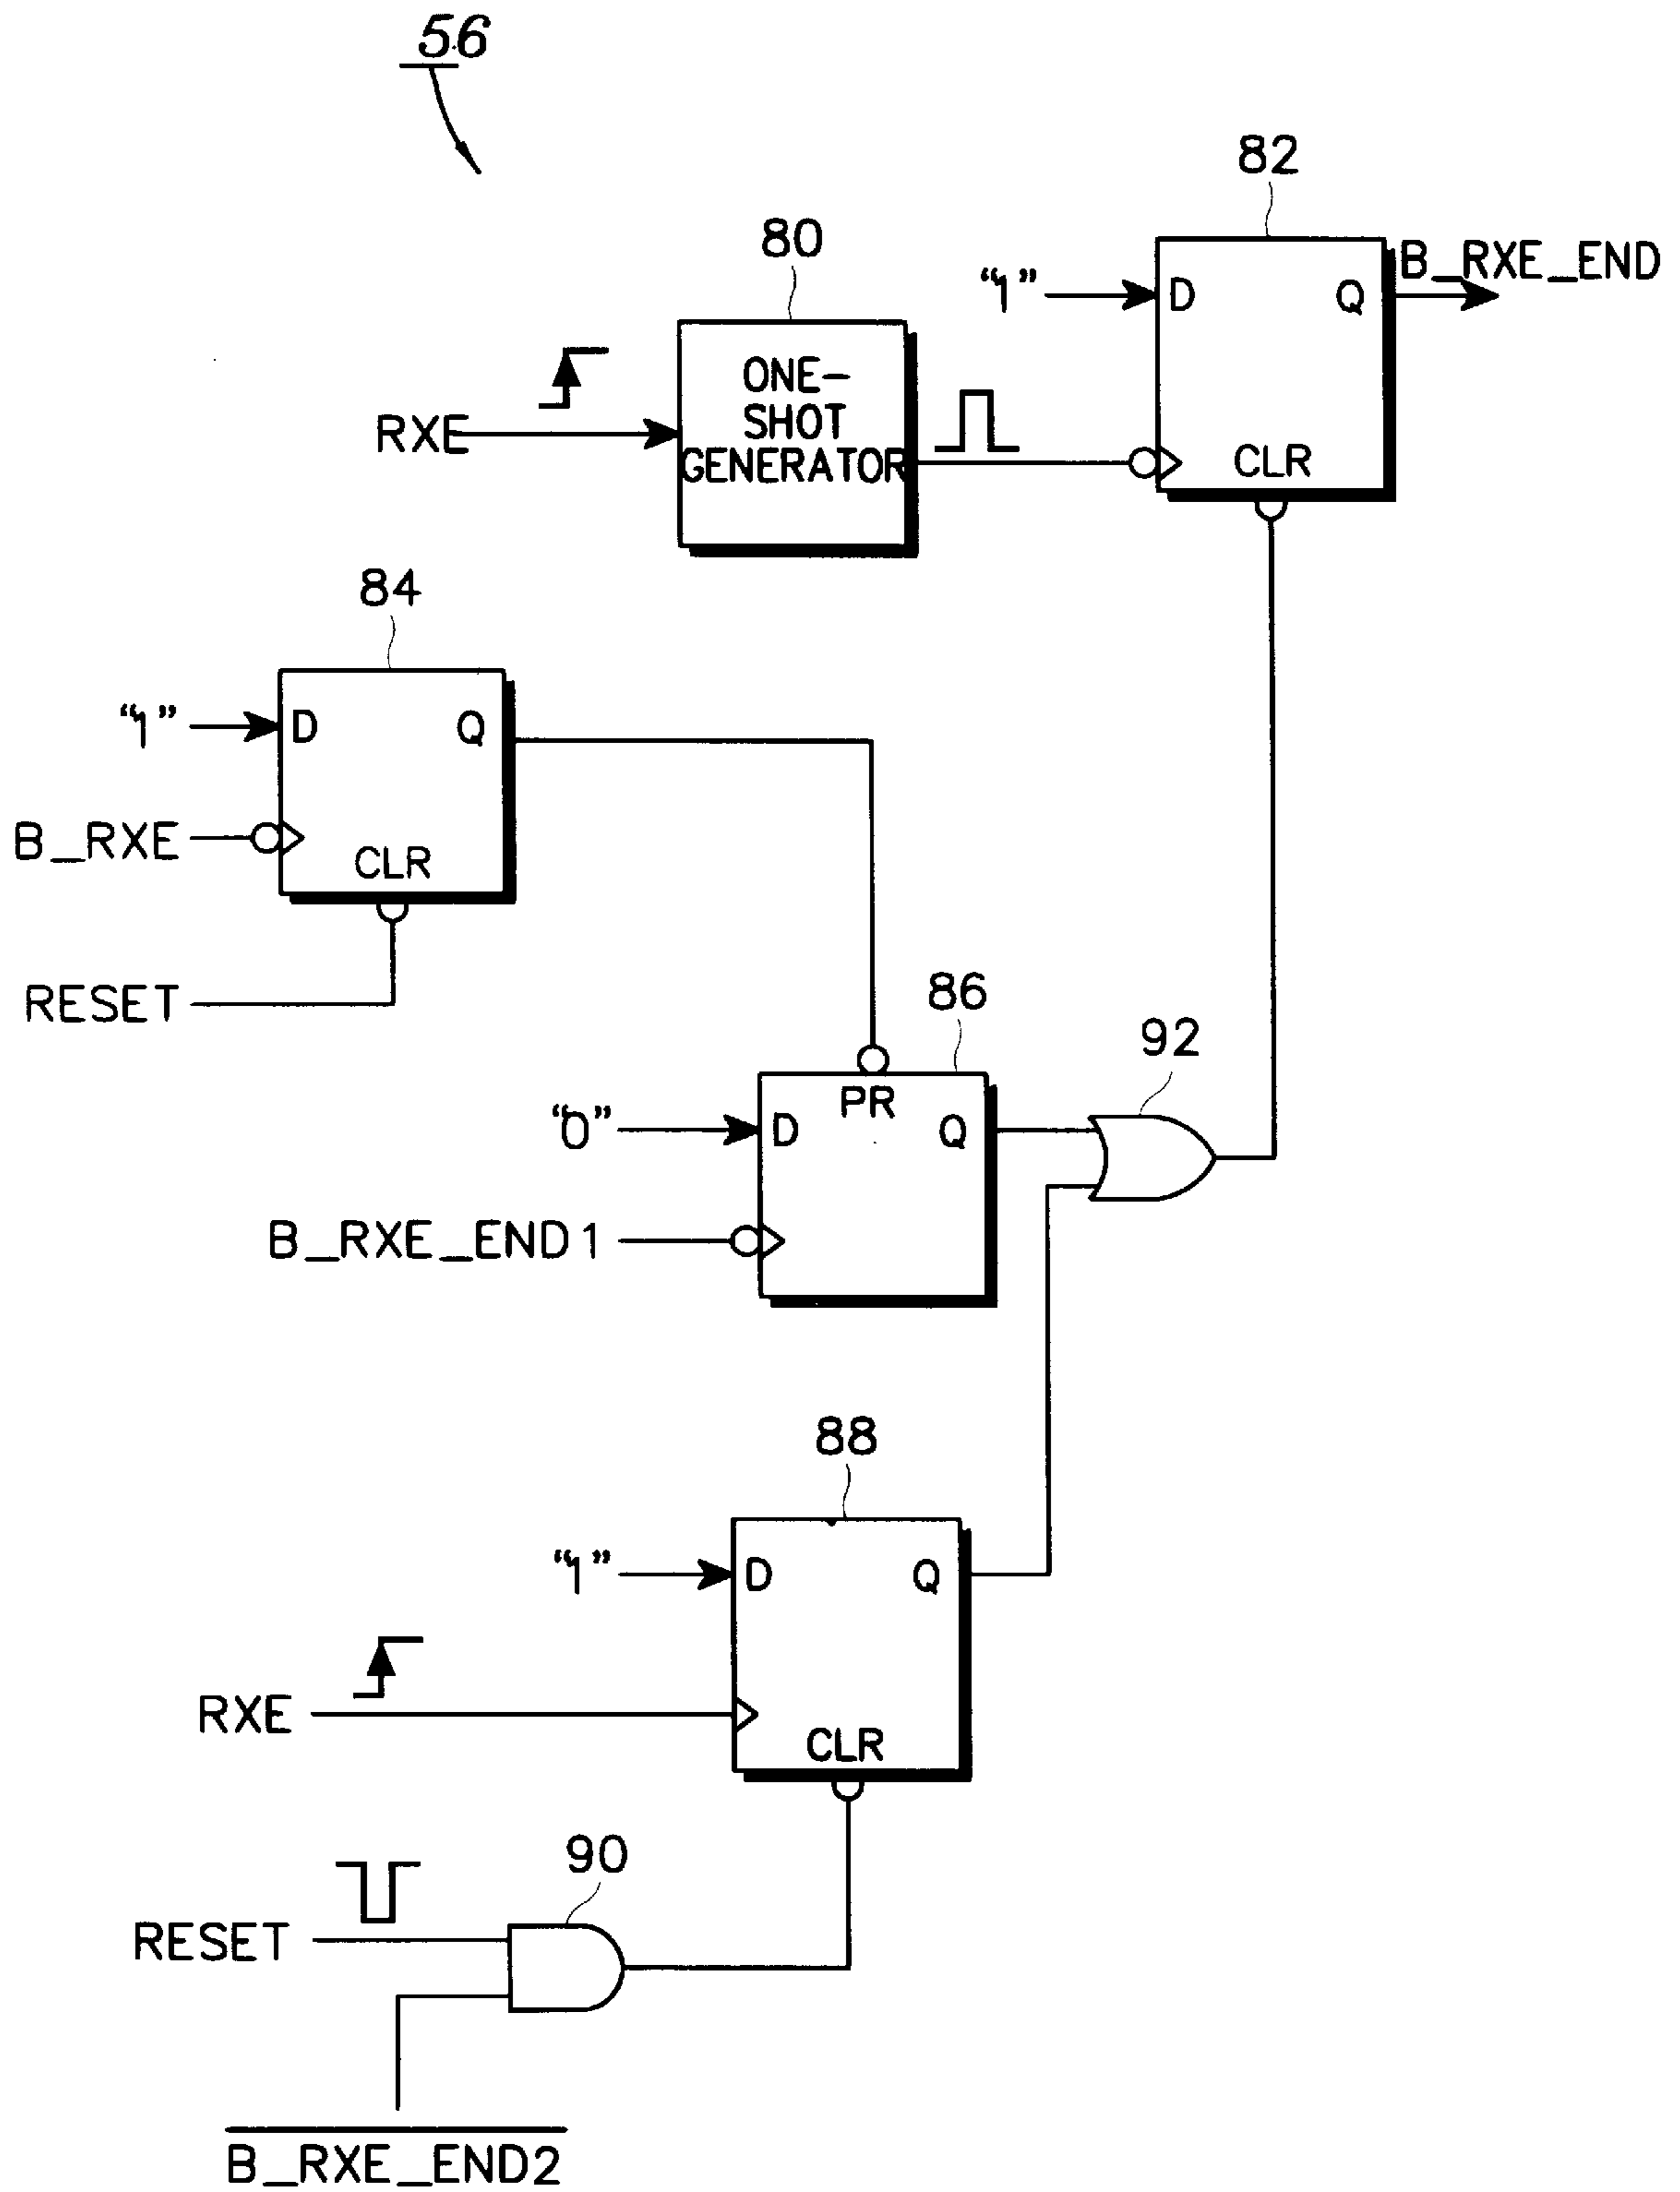 56
82
80
"1"
D
Q
B_RXE_END
ONE-
SHOT
GENERATOR
RXE
CLR
84
"1"
D
Q
B_RXE
CLR
RESET
86
92
PR
"0"
D
Q
B_RXE_END1
88
"1"
D
Q
RXE
CLR
90
RESET
B_RXE_END2